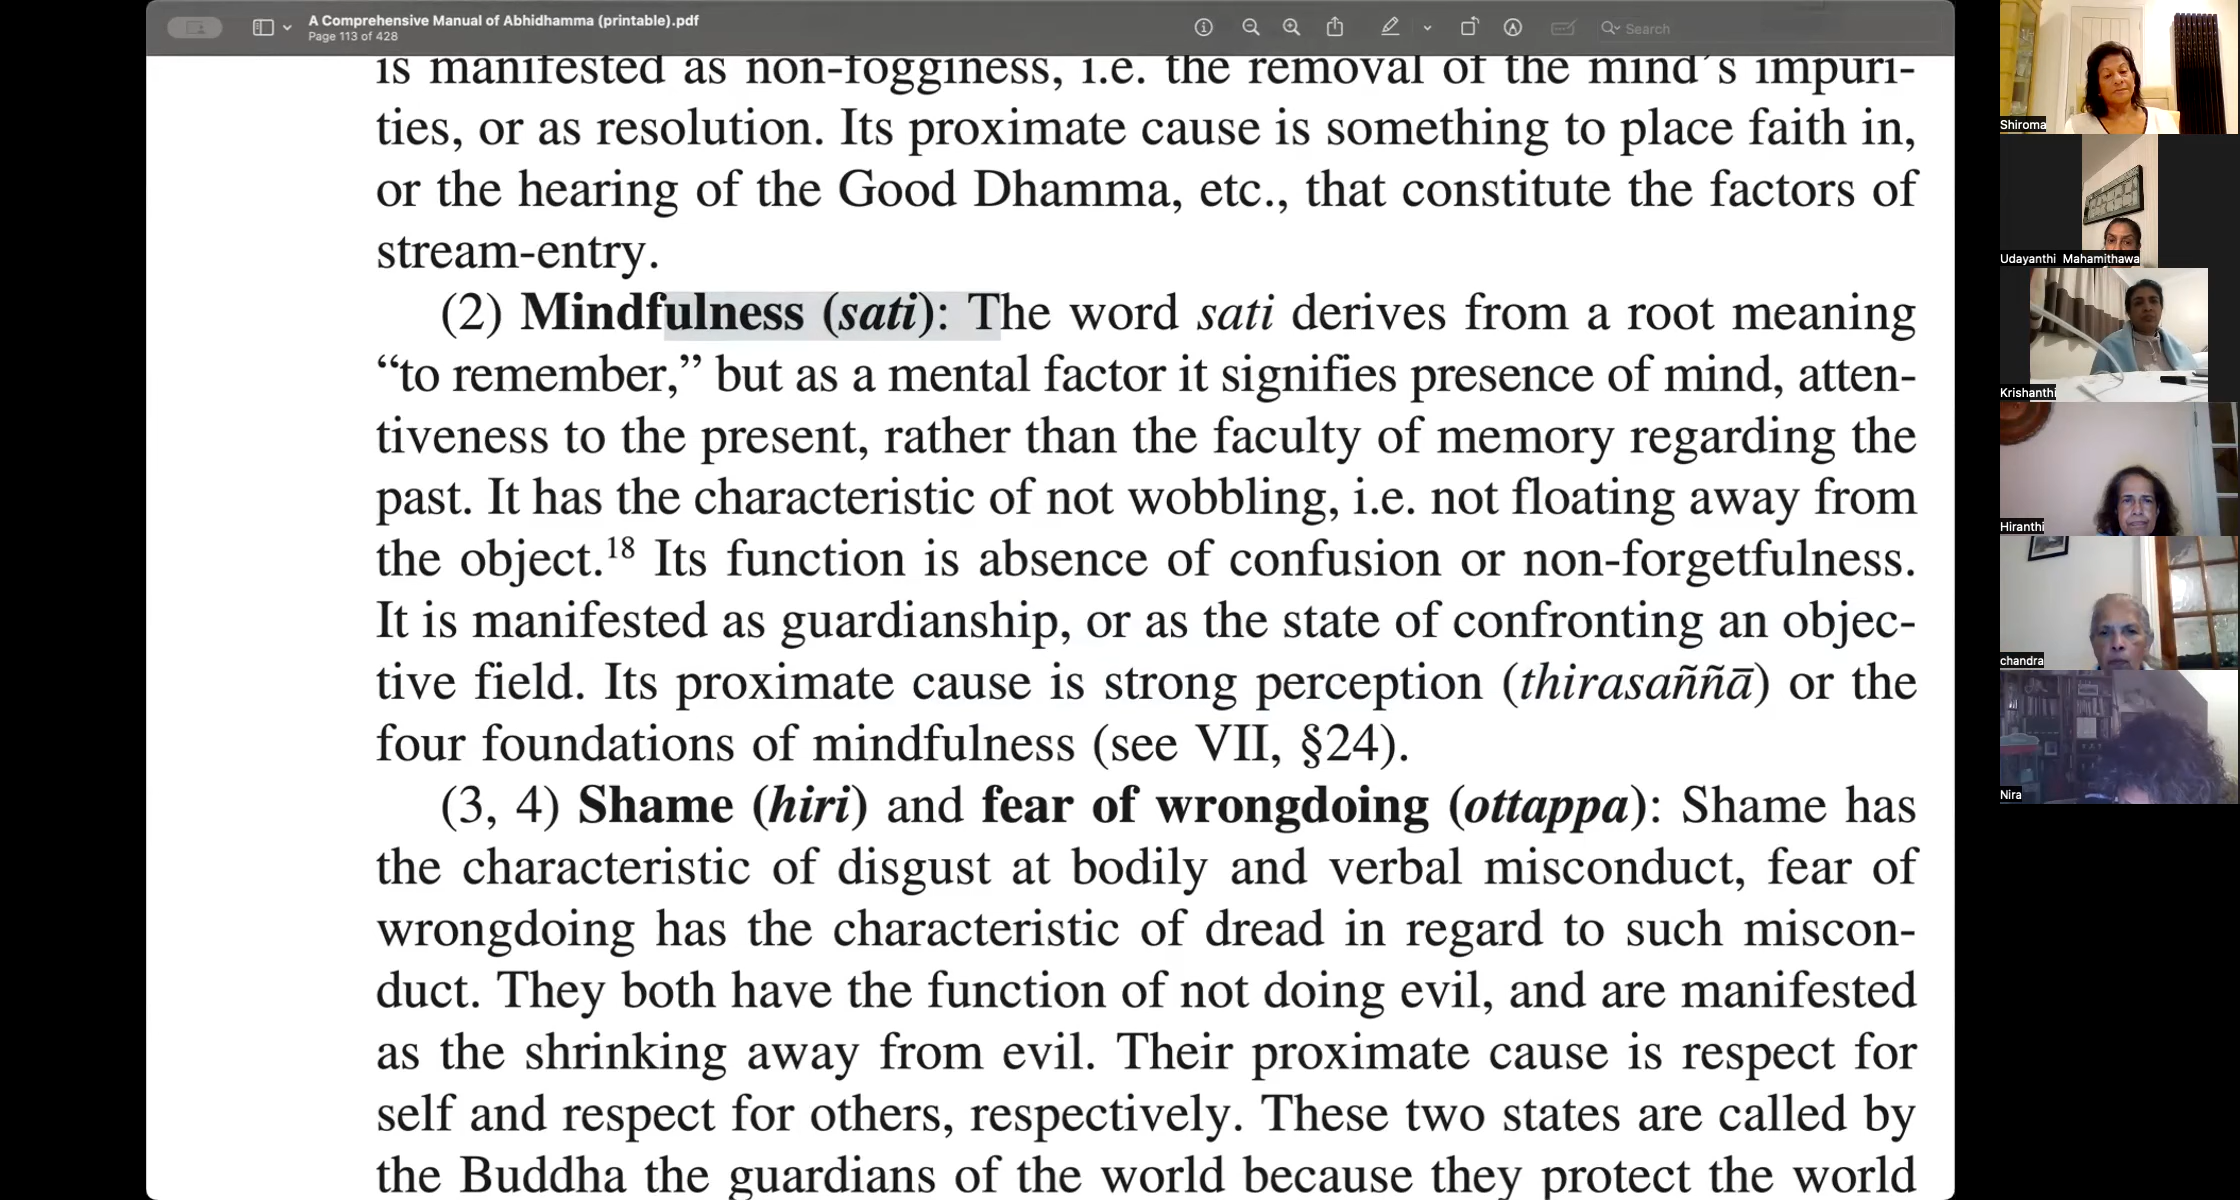 A Comprehensive Manual of Abhidhamma (printable).pdf
Page 113 of 428
Search
is manifested as non-fogginess, i.e. the removal of the mind's impuri-
ties, or as resolution. Its proximate cause is something to place faith in,
or the hearing of the Good Dhamma, etc., that constitute the factors of
stream-entry.
(2) Mindfulness (sati): The word sati derives from a root meaning
“to remember,” but as a mental factor it signifies presence of mind, atten-
tiveness to the present, rather than the faculty of memory regarding the
past. It has the characteristic of not wobbling, i.e. not floating away from
the object.18 Its function is absence of confusion or non-forgetfulness.
It is manifested as guardianship, or as the state of confronting an objec-
tive field. Its proximate cause is strong perception (thirasaññā) or the
four foundations of mindfulness (see VII, §24).
(3, 4) Shame (hiri) and fear of wrongdoing (ottappa): Shame has
the characteristic of disgust at bodily and verbal misconduct, fear of
wrongdoing has the characteristic of dread in regard to such miscon-
duct. They both have the function of not doing evil, and are manifested
as the shrinking away from evil. Their proximate cause is respect for
self and respect for others, respectively. These two states are called by
the Buddha the guardians of the world because they protect the world
Shiroma
Udayanthi Mahamithawa
Krishanthi
Hiranthi
chandra
Nira